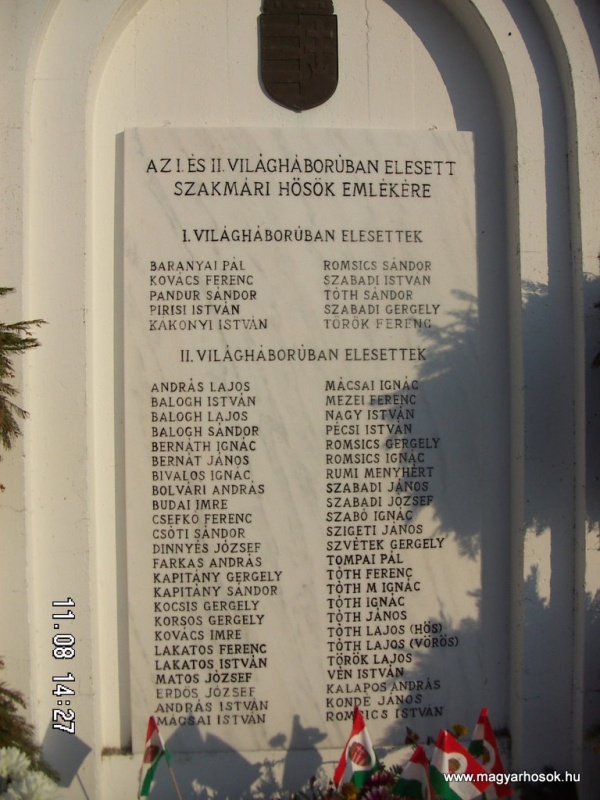 AZ I. ÉS II. VILÁGHÁBORÚBAN ELESETT
SZAKMÁRI HŐSÖK EMLÉKÉRE
I. VILÁGHÁBORÚBAN ELESETTEK
BARANYAI PÁL
KOVÁCS FERENC
PANDUR SÁNDOR
PIRISI ISTVÁN
KÁKONYI ISTVÁN
ROMSICS SÁNDOR
SZABADI ISTVÁN
TÓTH SÁNDOR
SZABADI GERGELY
TÖRÖK FERENC
II. VILÁGHÁBORÚBAN ELESETTEK
ANDRÁS LAJOS
BALOGH ISTVÁN
BALOGH LAJOS
BALOGH SÁNDOR
BERNÁTH IGNÁC
BERNÁT JÁNOS
BIVALOS IGNÁC
BOLVÁRI ANDRÁS
BUDAI IMRE
CSEFKÓ FERENC
CSÓTI SÁNDOR
DINNYÉS JÓZSEF
FARKAS ANDRÁS
KAPITÁNY GERGELY
KAPITÁNY SÁNDOR
KOCSIS GERGELY
KORSÓS GERGELY
KOVÁCS IMRE
LAKATOS FERENC
LAKATOS ISTVÁN
MATOS JÓZSEF
ERDŐS JÓZSEF
ANDRÁS ISTVÁN
MÁCSAI ISTVÁN
MÁCSAI IGNÁC
MEZEI FERENC
NAGY ISTVÁN
PÉCSI ISTVÁN
ROMSICS GERGELY
ROMSICS IGNÁC
RUMI MENYHÉRT
SZABADI JÁNOS
SZABADI JÓZSEF
SZABÓ IGNÁC
SZIGETI JÁNOS
SZVÉTEK GERGELY
TOMPAI PÁL
TÓTH FERENC
TÓTH M IGNÁC
TÓTH IGNÁC
TÓTH JÁNOS
TÓTH LAJOS (HŐS)
TÓTH LAJOS (VÖRÖS)
TÖRÖK LAJOS
VÉN ISTVÁN
KALAPOS ANDRÁS
KONDÉ JÁNOS
ROMSICS ISTVÁN
11.08 14:27
www.magyarhosok.hu